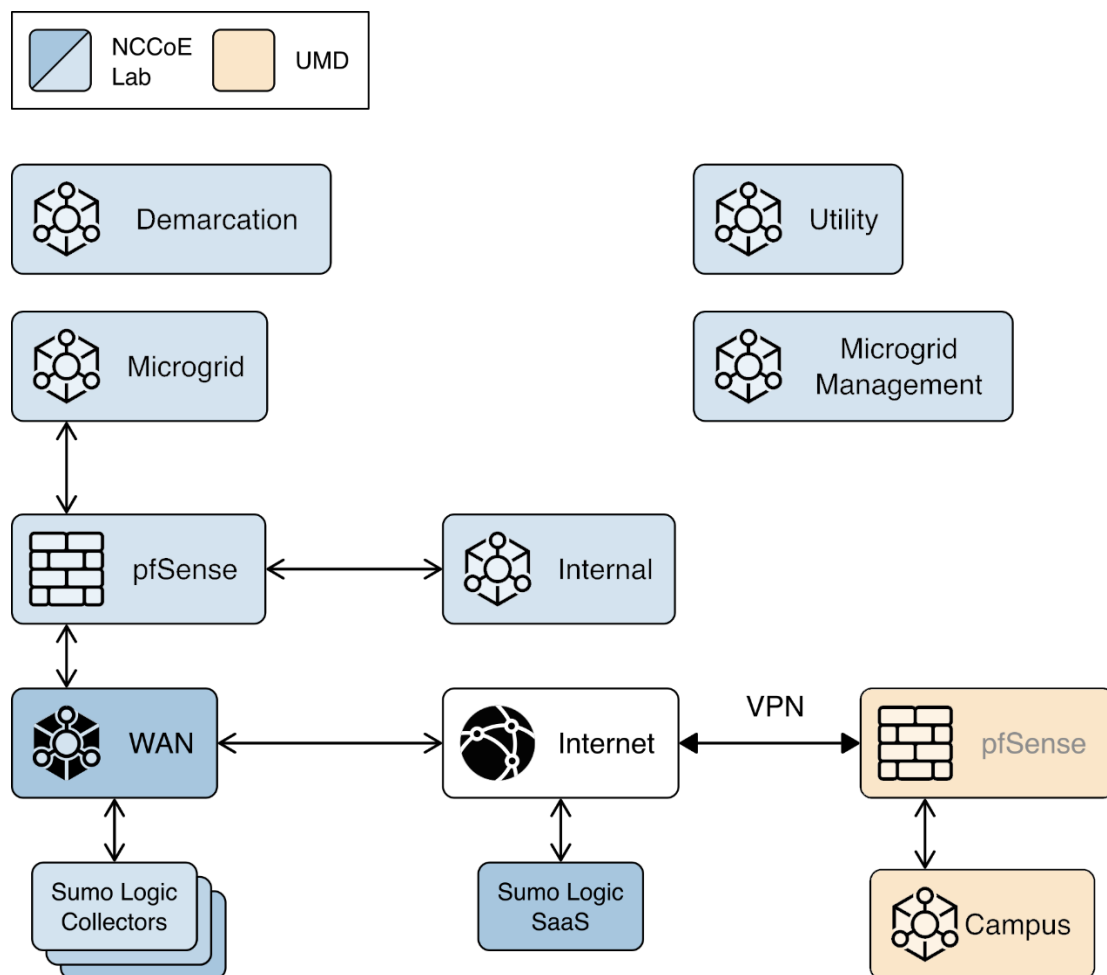 NCCoE
Lab
UMD
Demarcation
Utility
Microgrid
Microgrid
Management
pfSense
Internal
WAN
Internet
VPN
pfSense
Sumo Logic
Collectors
Sumo Logic
SaaS
Campus